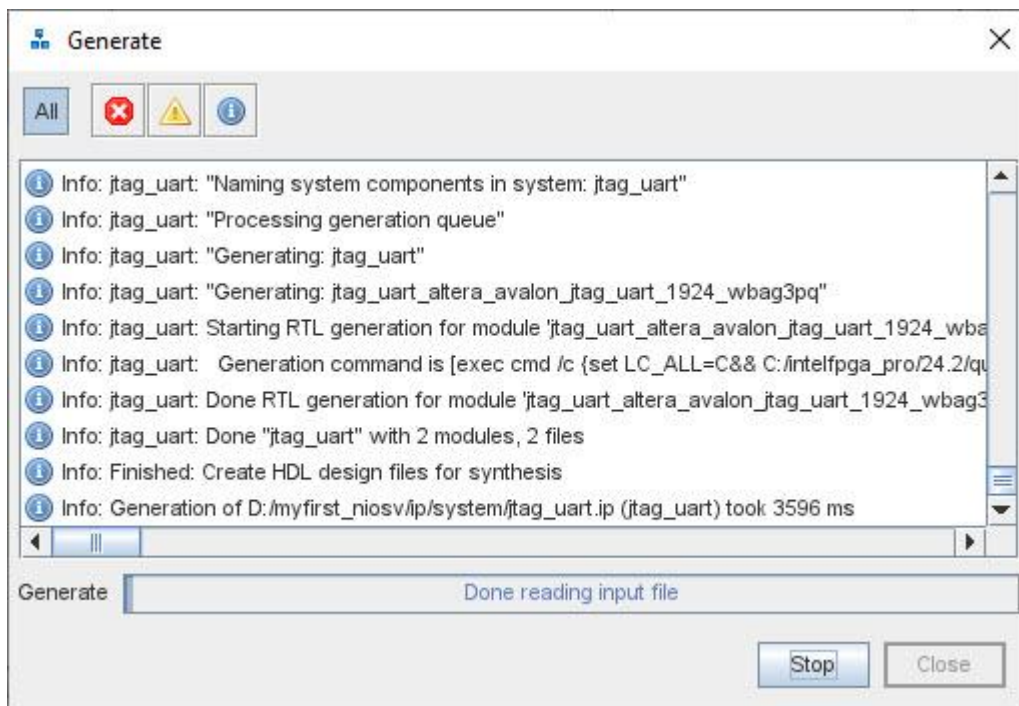 Generate
All
Info: jtag_uart: "Naming system components in system: jtag_uart"
Info: jtag_uart: "Processing generation queue"
Info: jtag_uart: "Generating: jtag_uart"
Info: jtag_uart: "Generating: jtag_uart_altera_avalon_jtag_uart_1924_wbag3pq"
Info: jtag_uart: Starting RTL generation for module 'jtag_uart_altera_avalon_jtag_uart_1924_wba
Info: jtag_uart:   Generation command is [exec cmd /c {set LC_ALL=C&& C:/intelfpga_pro/24.2/qu
Info: jtag_uart: Done RTL generation for module 'jtag_uart_altera_avalon_jtag_uart_1924_wbag3
Info: jtag_uart: Done "jtag_uart" with 2 modules, 2 files
Info: Finished: Create HDL design files for synthesis
Info: Generation of D:/myfirst_niosv/ip/system/jtag_uart.ip (jtag_uart) took 3596 ms
Generate Done reading input file
Stop Close